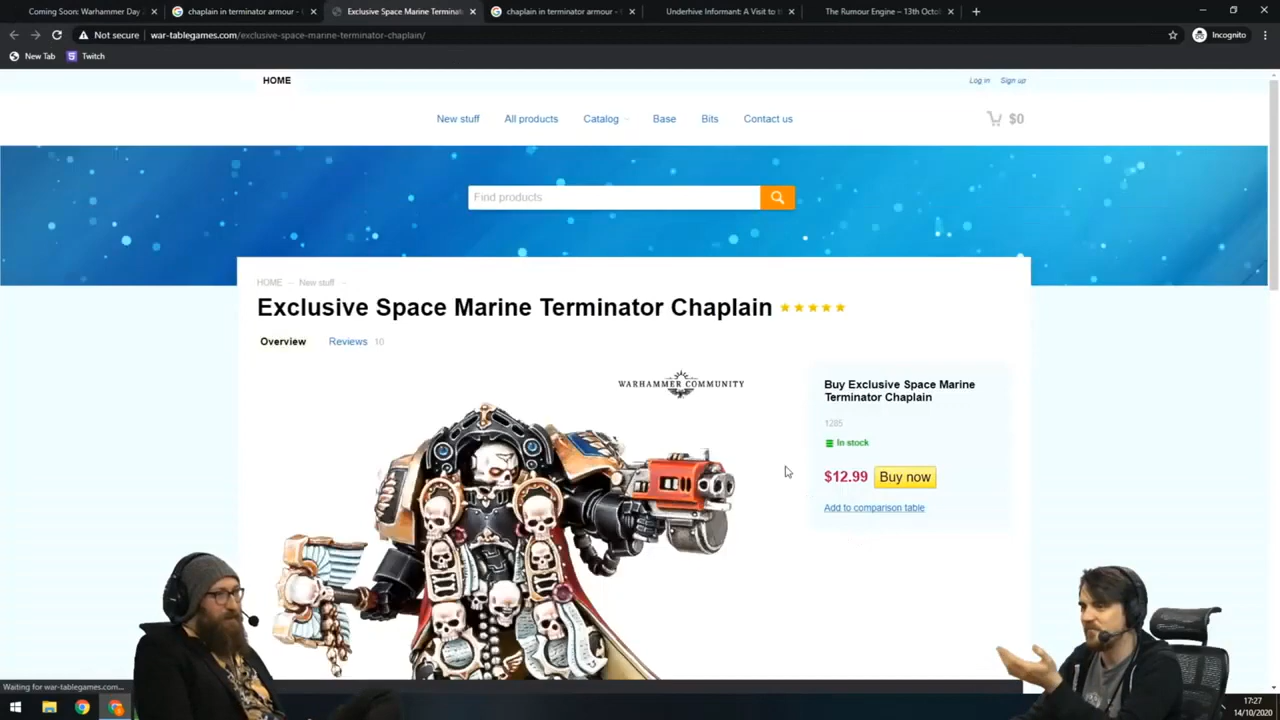 Coming Soon: Warhammer Day
chaplain in terminator armour -
Exclusive Space Marine Terminat
chaplain in terminator armour -
Underhive Informant: A Visit to t
The Rumour Engine – 13th Octo
Not secure
war-tablegames.com/exclusive-space-marine-terminator-chaplain/
Incognito
New Tab
Twitch
HOME
Log in
Sign up
New stuff
All products
Catalog
Base
Bits
Contact us
$0
Find products
HOME
New stuff
Exclusive Space Marine Terminator Chaplain
Overview
Reviews 10
WARHAMMER COMMUNITY
Buy Exclusive Space Marine
Terminator Chaplain
1285
In stock
$12.99
Buy now
Add to comparison table
Waiting for war-tablegames.com...
17:27
14/10/2020